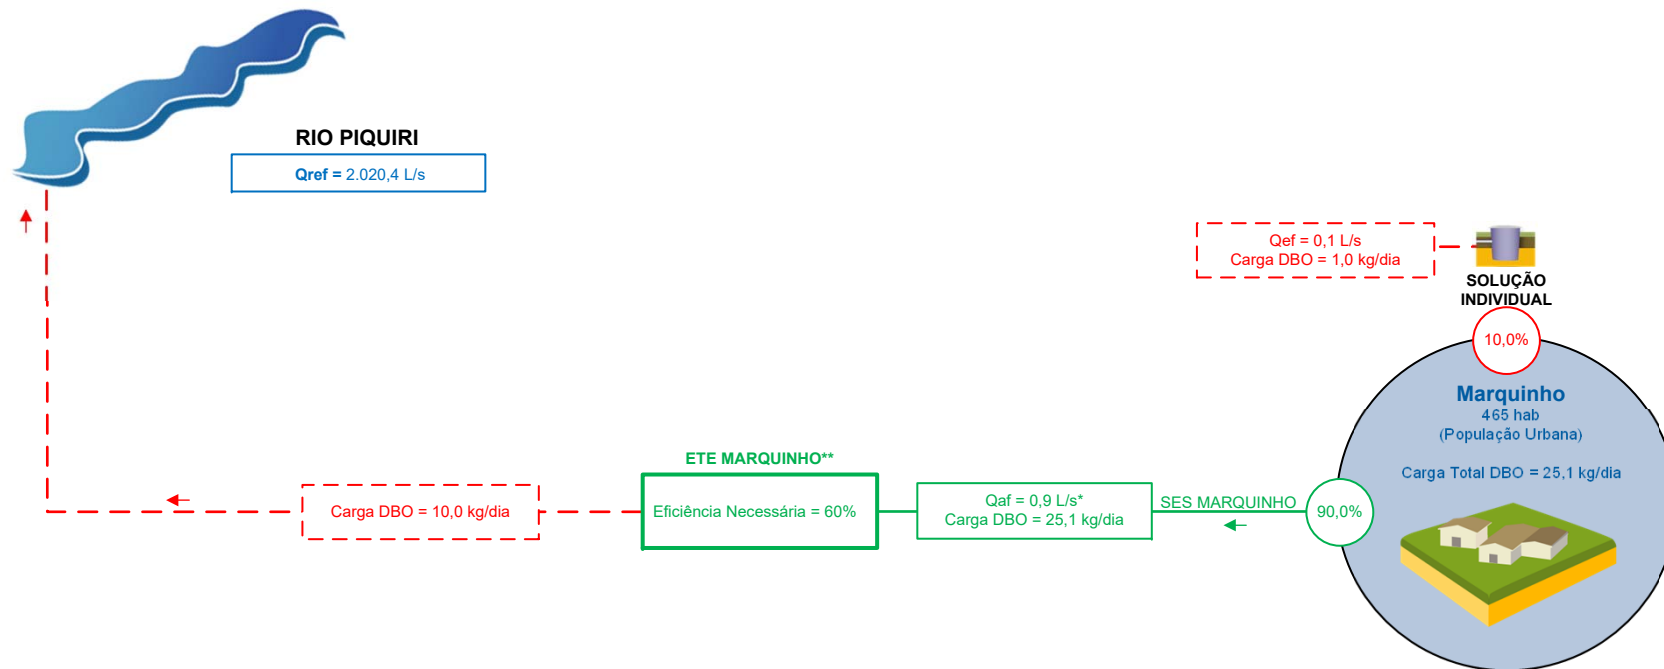 RIO PIQUIRI
Qref = 2.020,4 L/s
Qef = 0,1 L/s
Carga DBO = 1,0 kg/dia
SOLUÇÃO
INDIVIDUAL
10,0%
Marquinho
465 hab
(População Urbana)
Carga Total DBO = 25,1 kg/dia
ETE MARQUINHO**
Eficiência Necessária = 60%
Carga DBO = 10,0 kg/dia
Qaf = 0,9 L/s*
Carga DBO = 25,1 kg/dia
SES MARQUINHO
90,0%